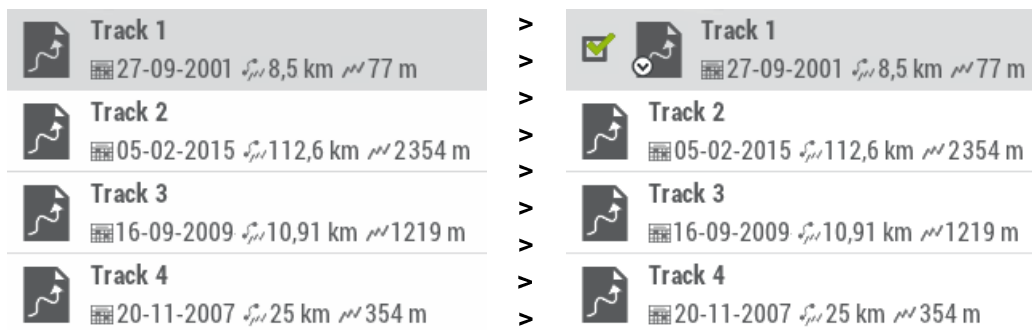 Track 1
27-09-2001 8,5 km 77 m
Track 2
05-02-2015 112,6 km 2354 m
Track 3
16-09-2009 10,91 km 1219 m
Track 4
20-11-2007 25 km 354 m
>
>
>
>
>
>
>
>
>
Track 1
27-09-2001 8,5 km 77 m
Track 2
05-02-2015 112,6 km 2354 m
Track 3
16-09-2009 10,91 km 1219 m
Track 4
20-11-2007 25 km 354 m